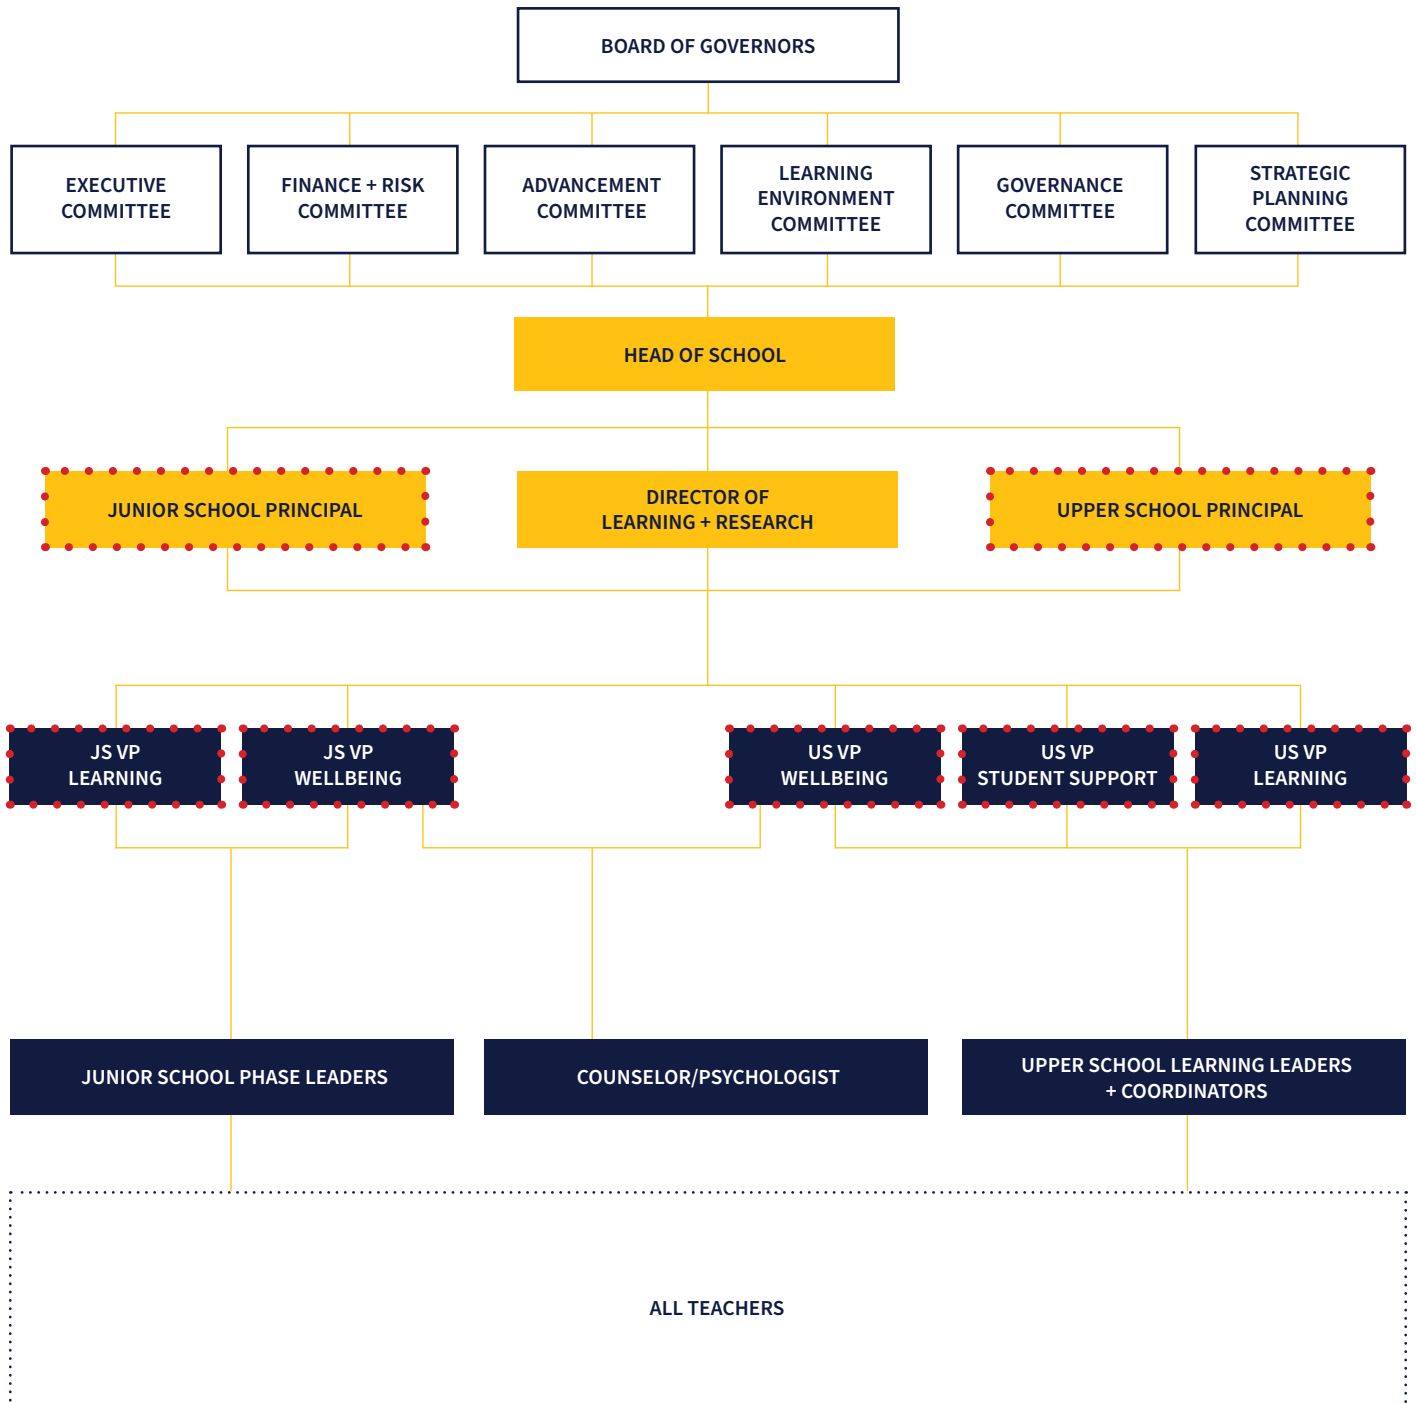 BOARD OF GOVERNORS
EXECUTIVE
COMMITTEE
FINANCE + RISK
COMMITTEE
ADVANCEMENT
COMMITTEE
LEARNING
ENVIRONMENT
COMMITTEE
GOVERNANCE
COMMITTEE
STRATEGIC
PLANNING
COMMITTEE
HEAD OF SCHOOL
JUNIOR SCHOOL PRINCIPAL
DIRECTOR OF
LEARNING + RESEARCH
UPPER SCHOOL PRINCIPAL
JS VP
LEARNING
JS VP
WELLBEING
US VP
WELLBEING
US VP
STUDENT SUPPORT
US VP
LEARNING
JUNIOR SCHOOL PHASE LEADERS
COUNSELOR/PSYCHOLOGIST
UPPER SCHOOL LEARNING LEADERS
+ COORDINATORS
ALL TEACHERS